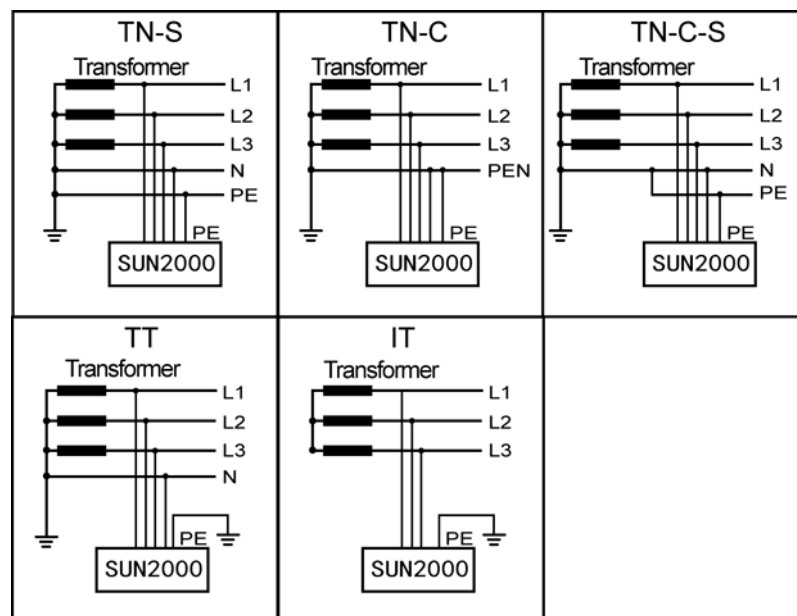 TN-S
Transformer
L1
L2
L3
N
PE
PE
SUN2000
TN-C
Transformer
L1
L2
L3
PEN
PE
SUN2000
TN-C-S
Transformer
L1
L2
L3
N
PE
PE
SUN2000
TT
Transformer
L1
L2
L3
N
PE
SUN2000
IT
Transformer
L1
L2
L3
PE
SUN2000